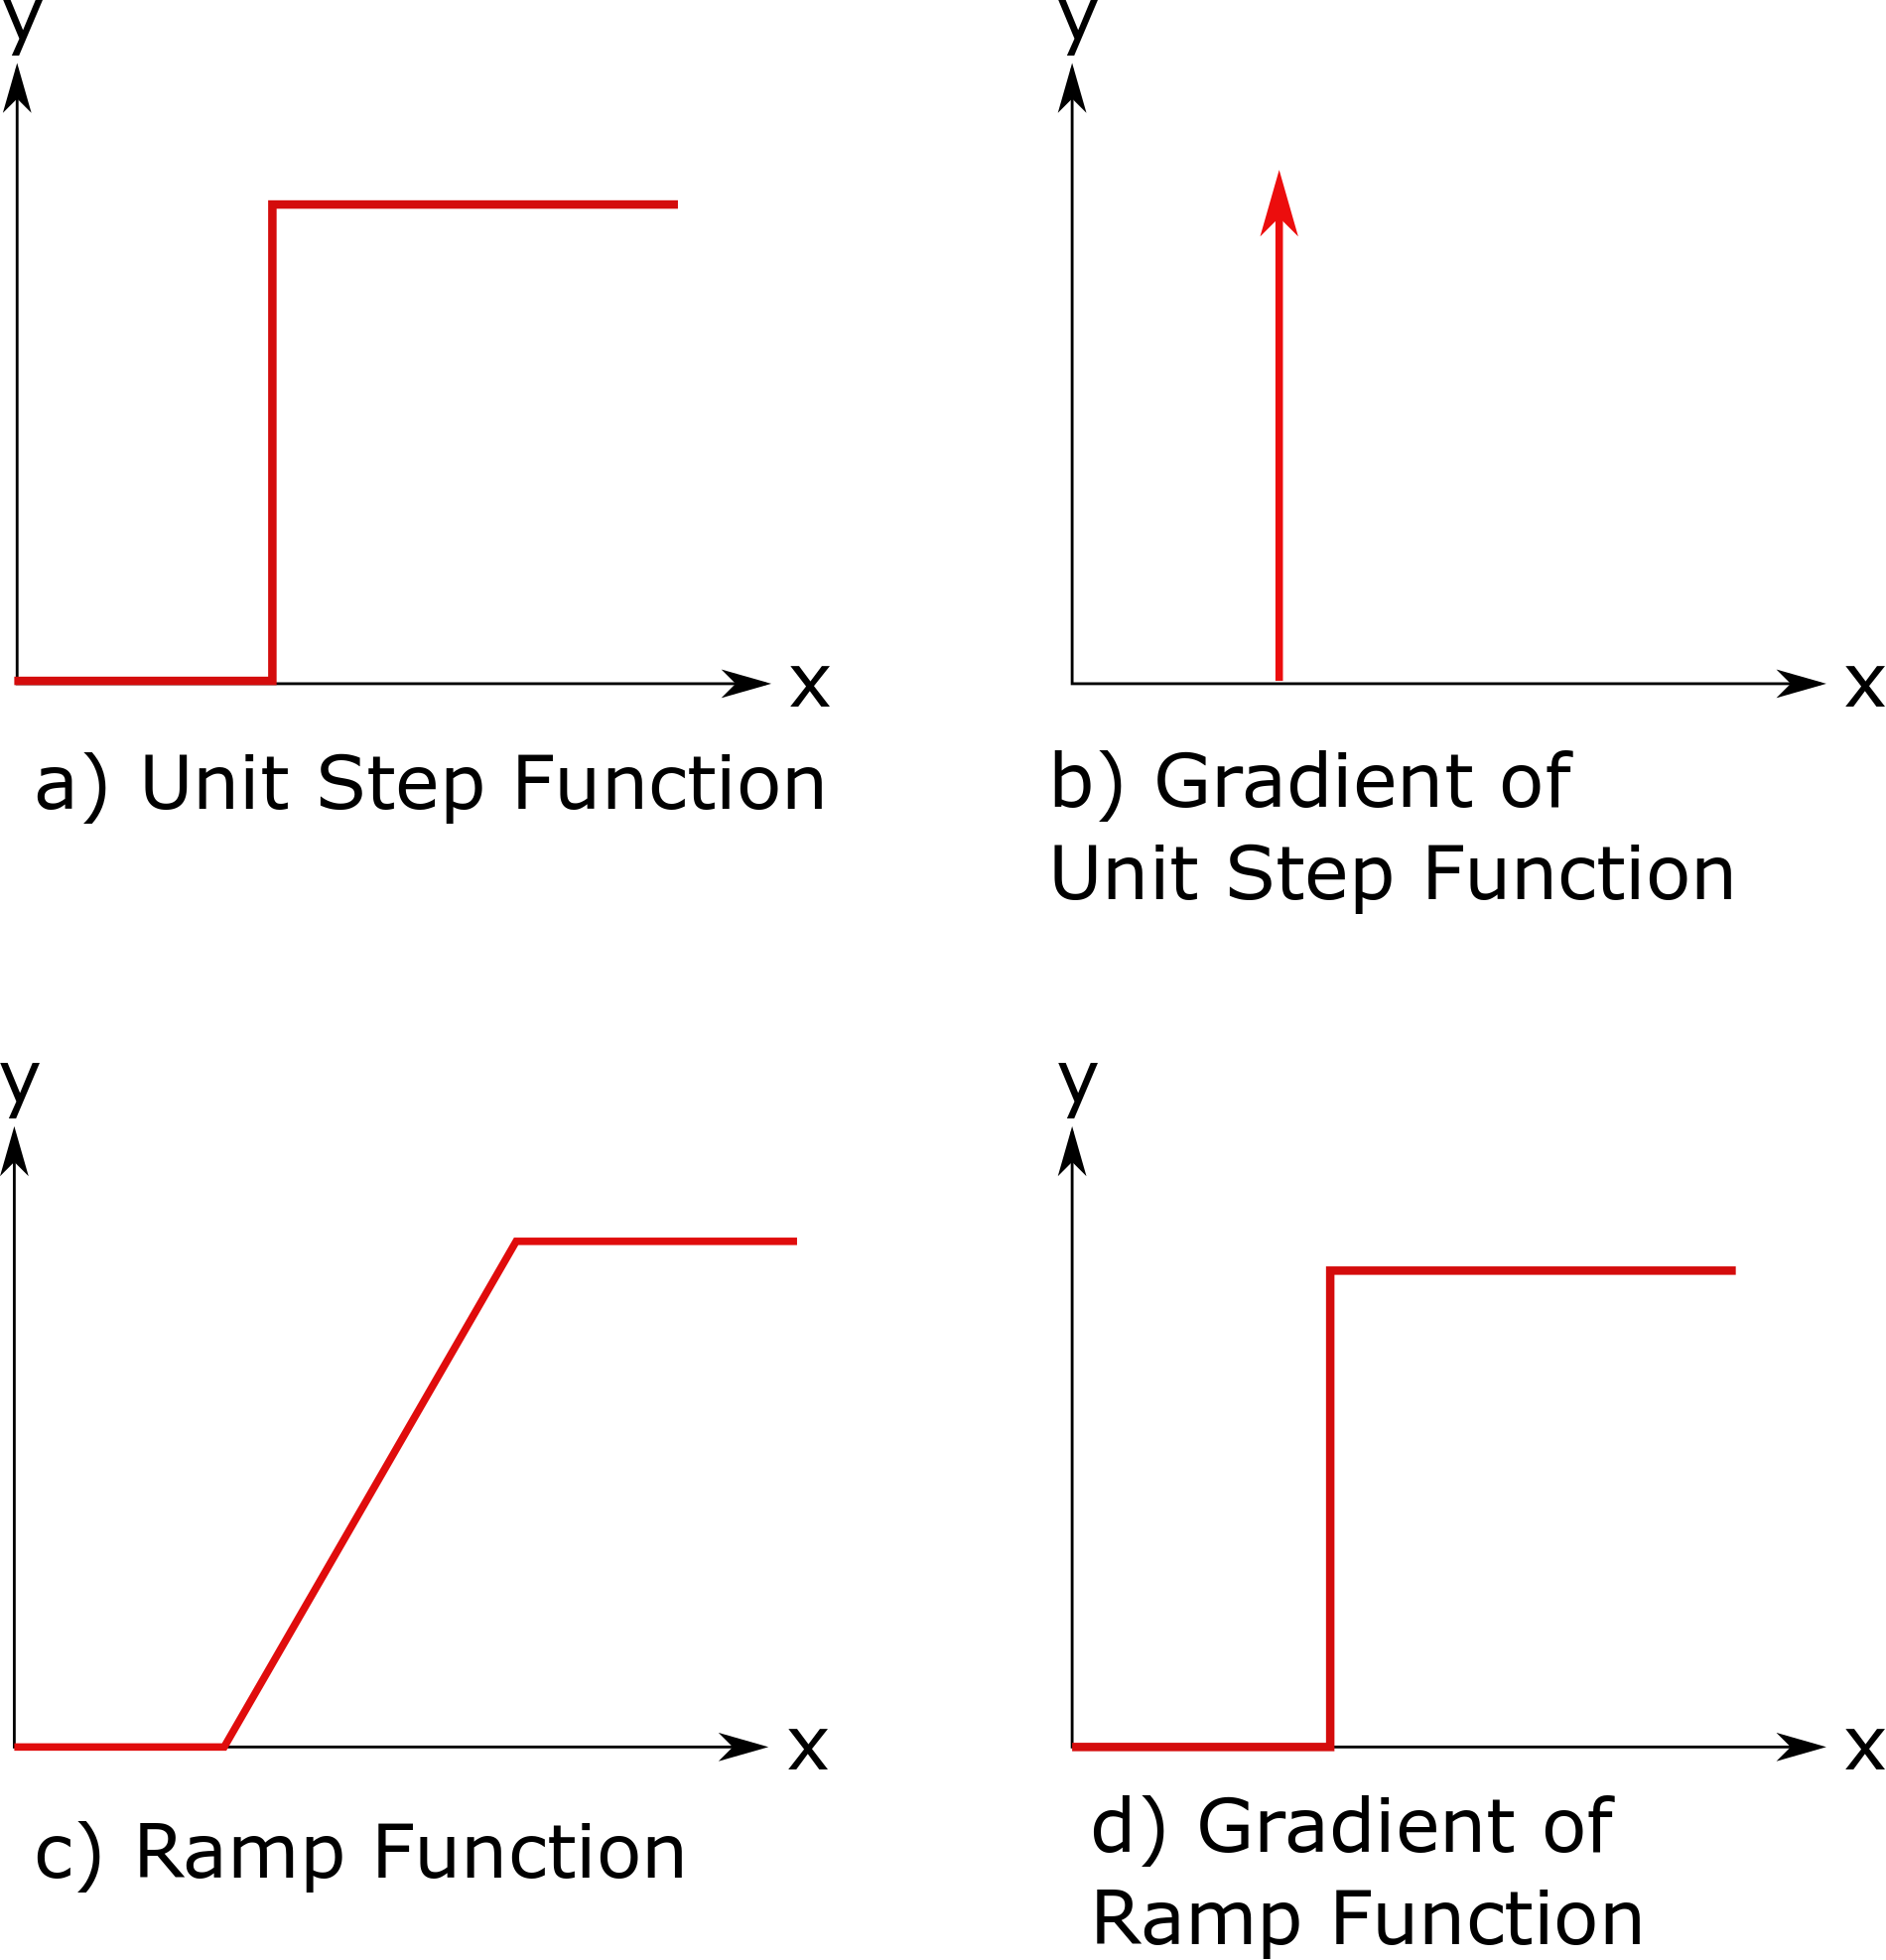 y
y
x
x
a) Unit Step Function
b) Gradient of
Unit Step Function
y
y
x
x
c) Ramp Function
d) Gradient of
Ramp Function